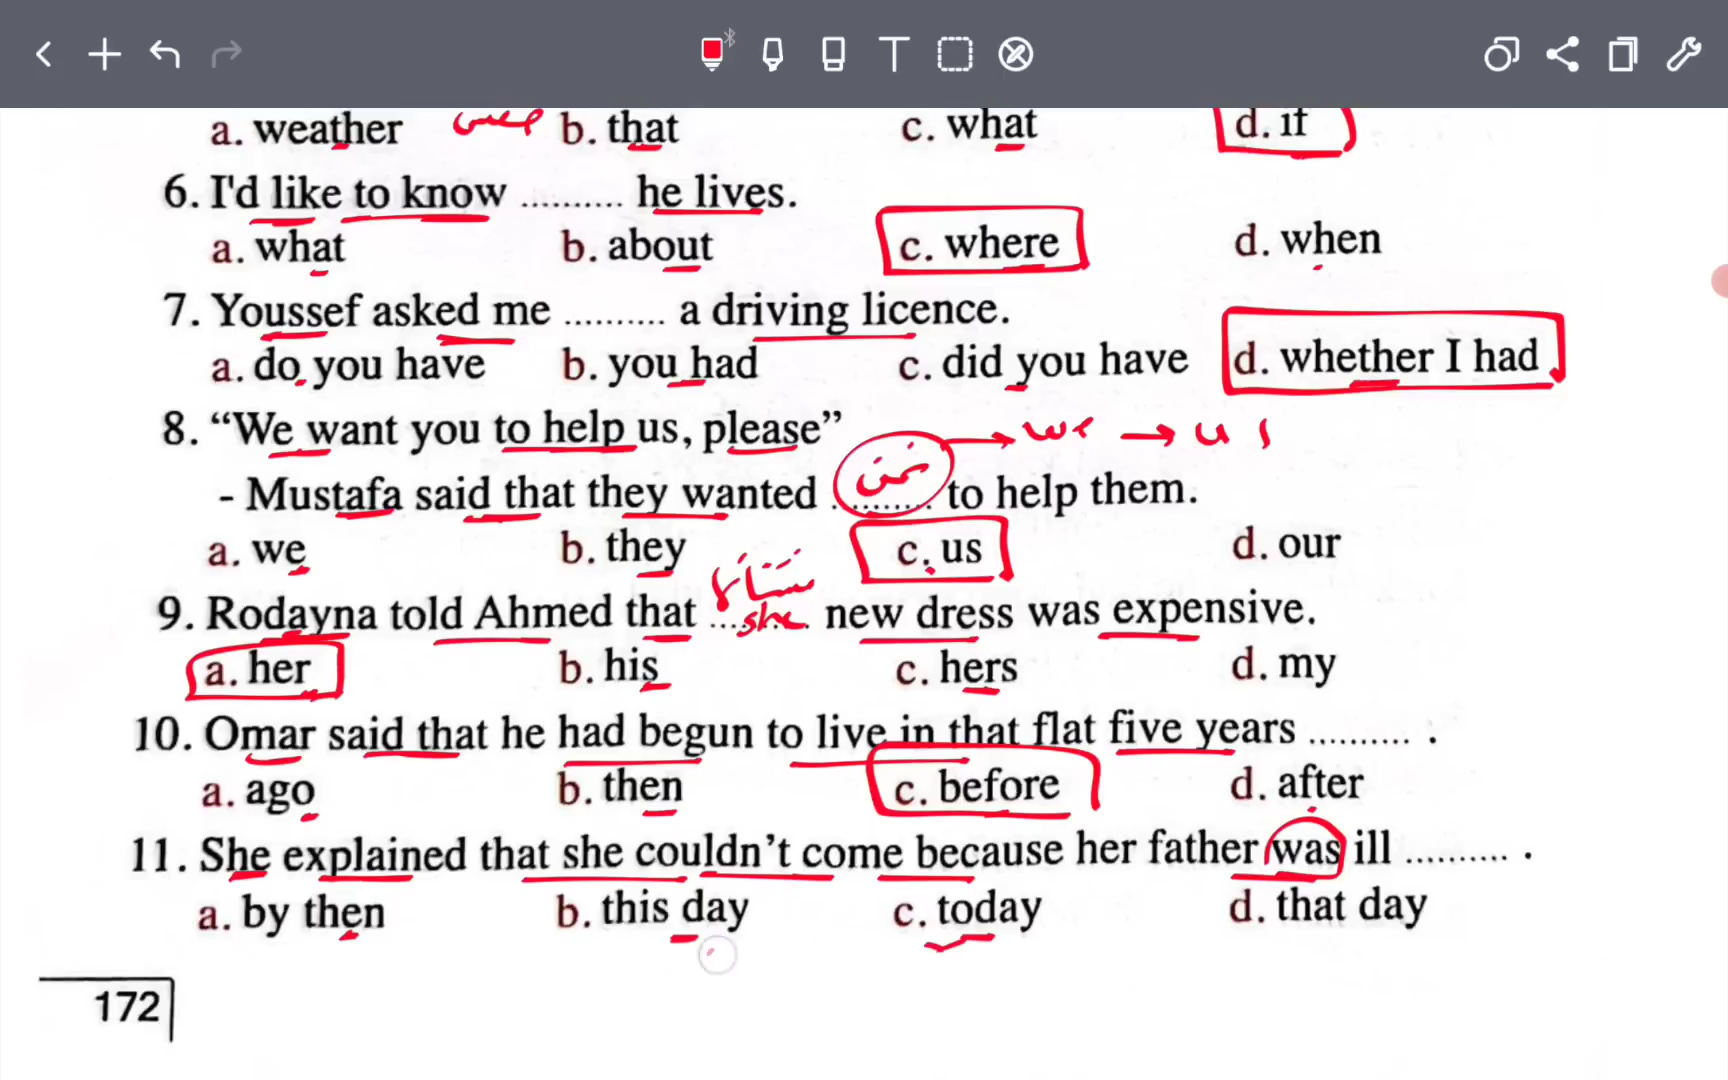 a. weather b. that c. what d. if
6. I'd like to know .......... he lives.
a. what b. about c. where d. when
7. Youssef asked me .......... a driving licence.
a. do you have b. you had c. did you have d. whether I had
8. “We want you to help us, please” → we → us
- Mustafa said that they wanted .......... نحن to help them.
a. we b. they c. us d. our
9. Rodayna told Ahmed that .......... she new dress was expensive.
a. her b. his c. hers d. my
10. Omar said that he had begun to live in that flat five years .......... .
a. ago b. then c. before d. after
11. She explained that she couldn’t come because her father was ill .......... .
a. by then b. this day c. today d. that day
172